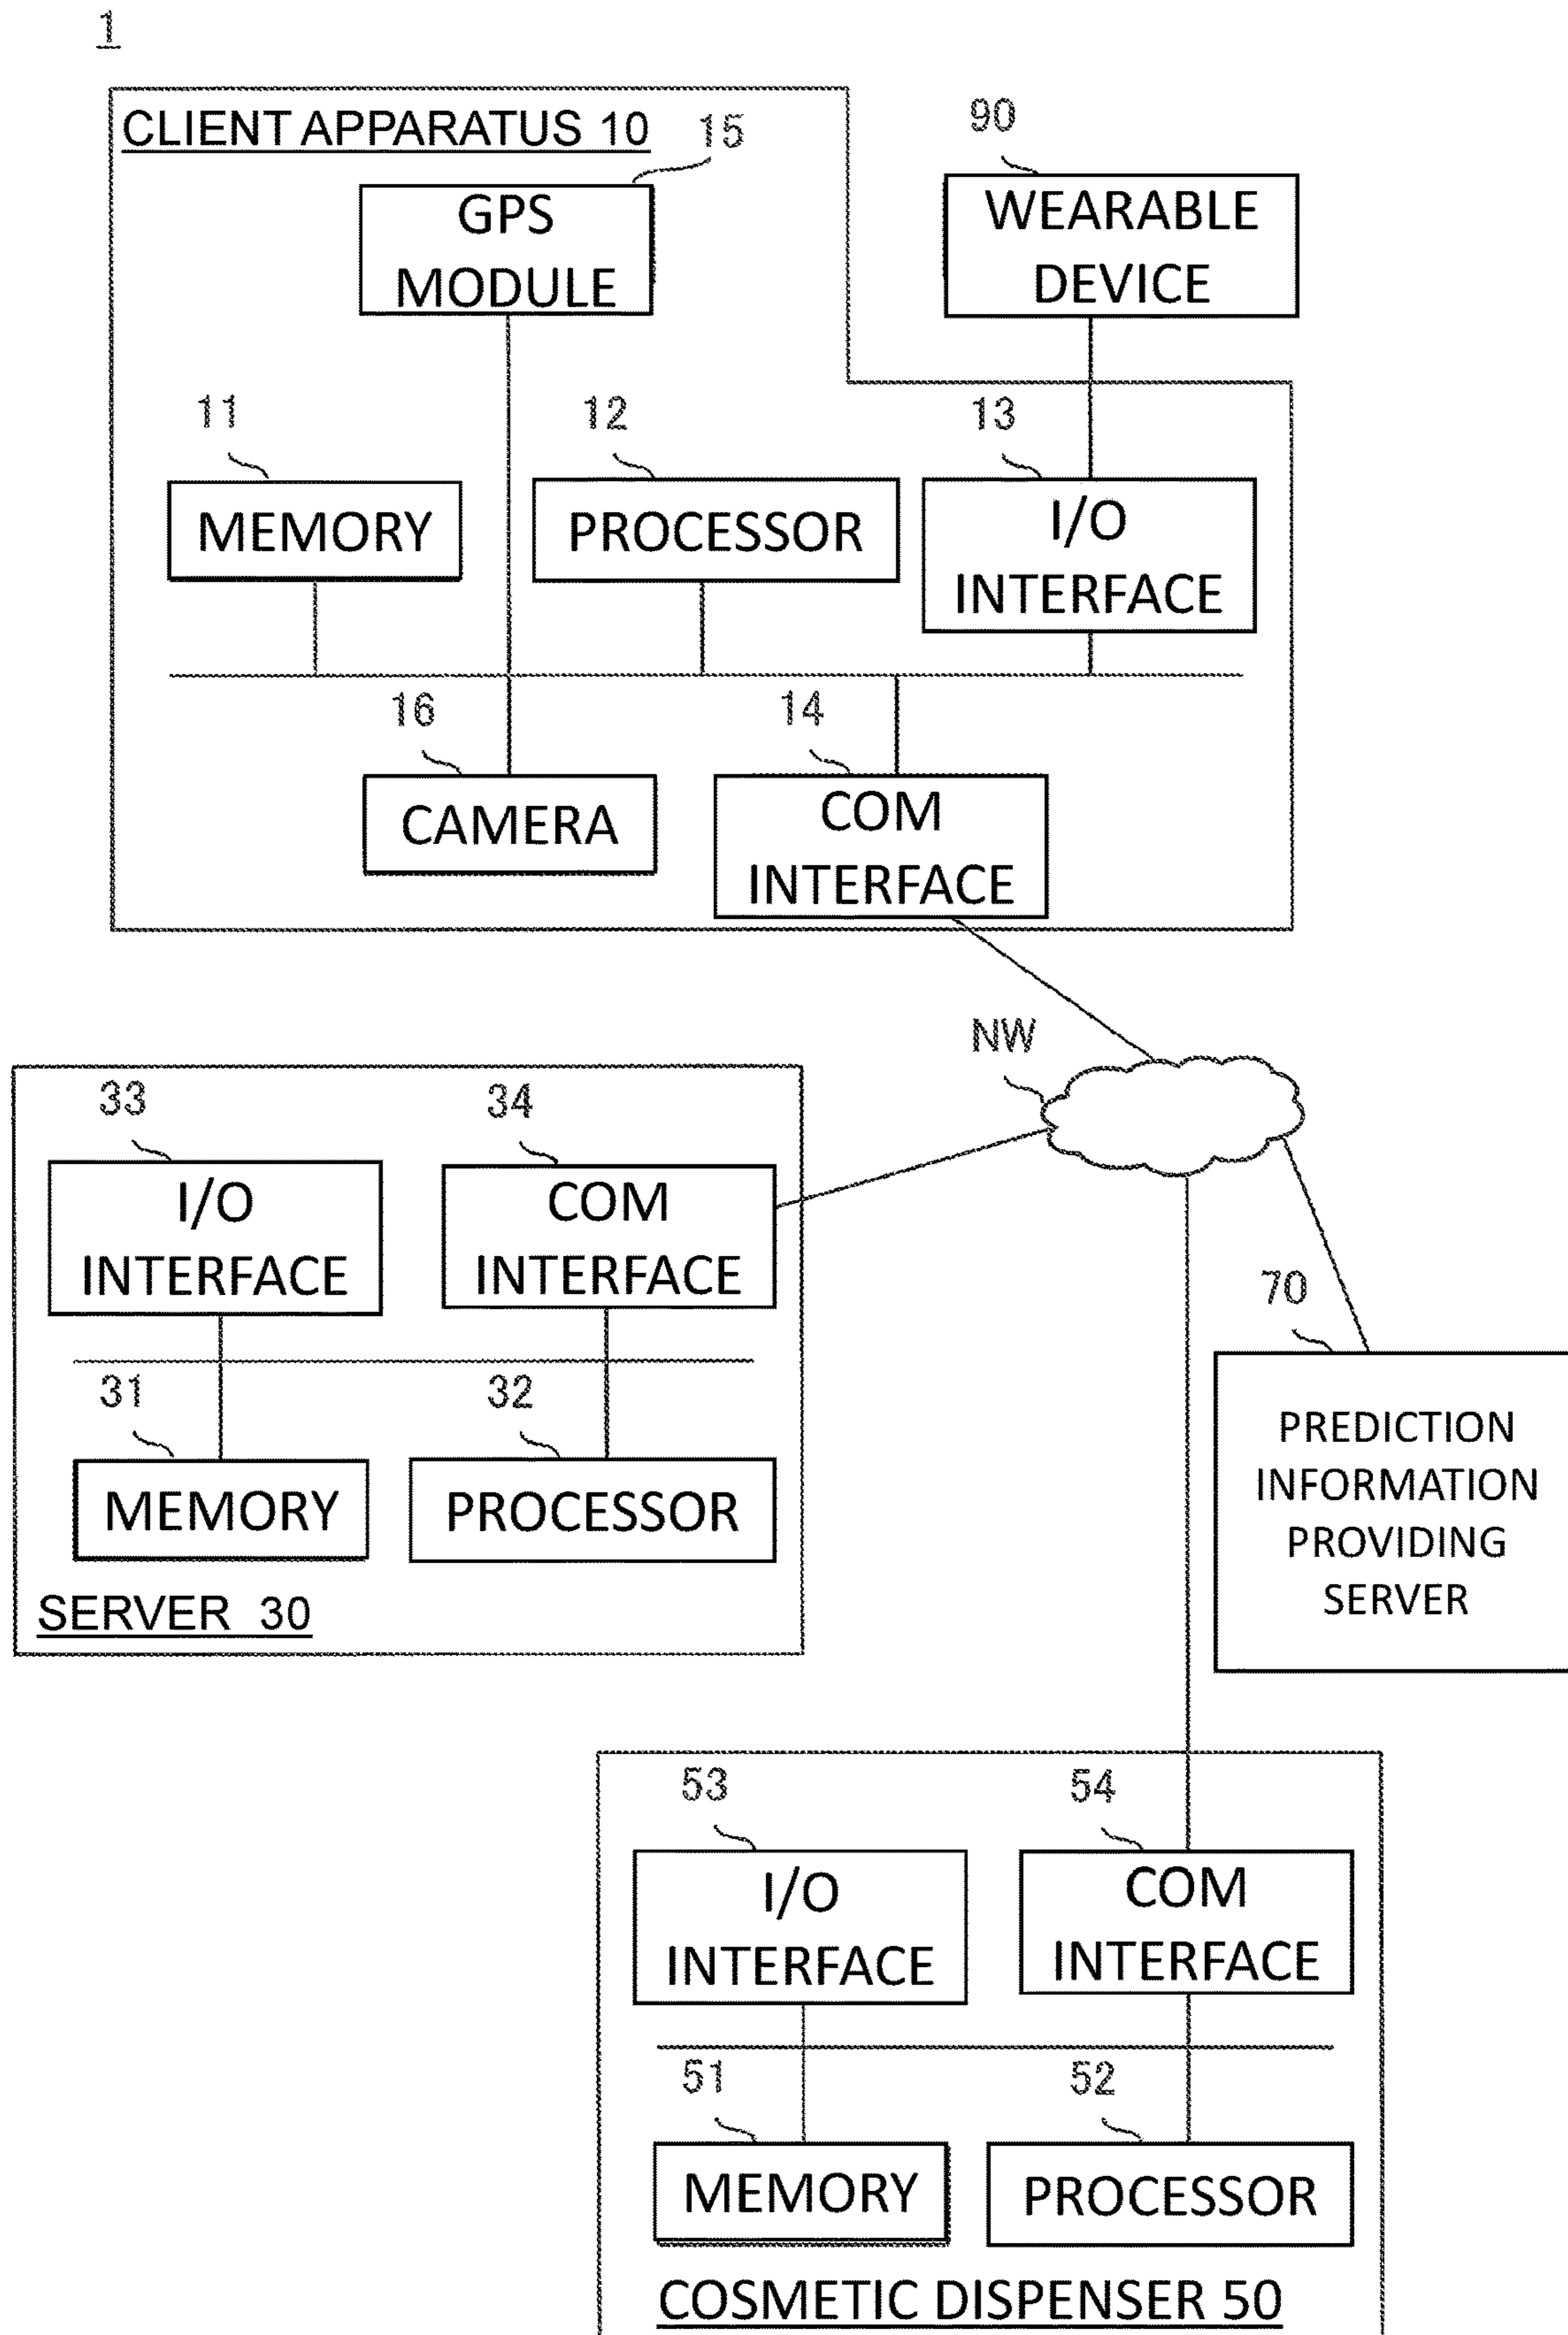 1
CLIENT APPARATUS 10
15
90
GPS
MODULE
WEARABLE
DEVICE
11
12
13
MEMORY
PROCESSOR
I/O
INTERFACE
16
14
CAMERA
COM
INTERFACE
NW
33
34
I/O
INTERFACE
COM
INTERFACE
70
31
32
PREDICTION
INFORMATION
PROVIDING
SERVER
MEMORY
PROCESSOR
SERVER 30
53
54
I/O
INTERFACE
COM
INTERFACE
51
52
MEMORY
PROCESSOR
COSMETIC DISPENSER 50